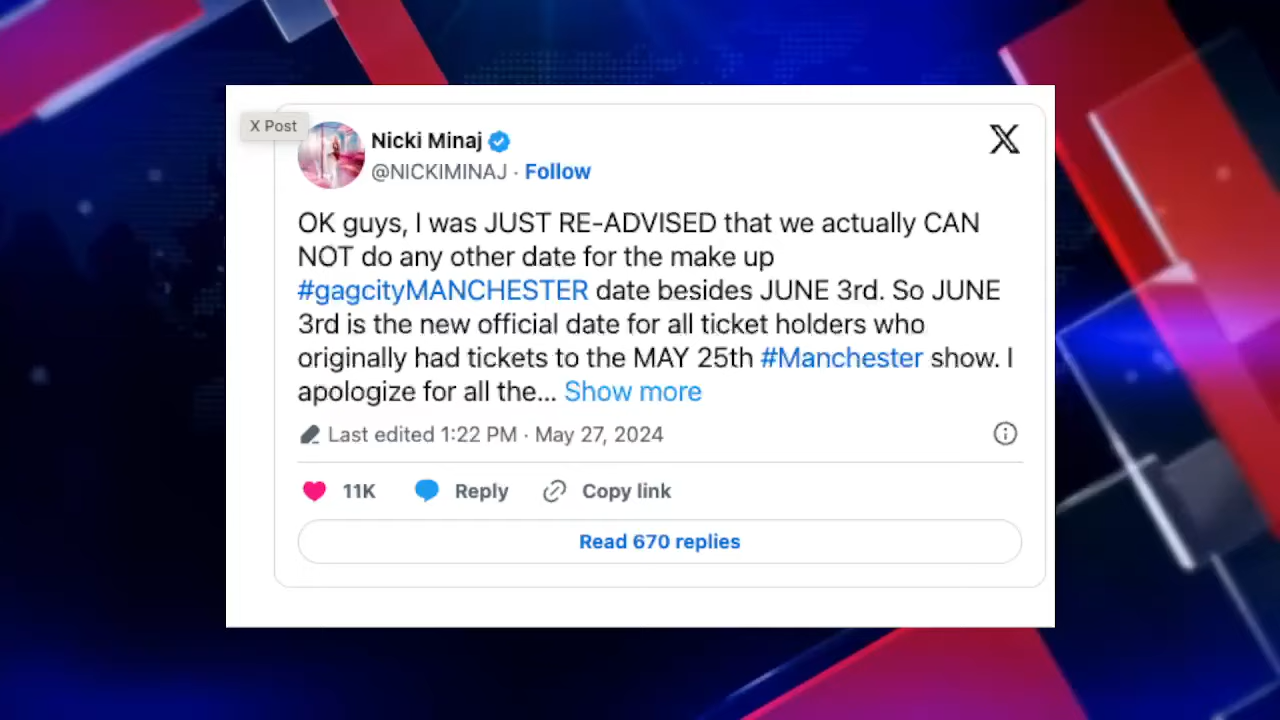 X Post
Nicki Minaj
@NICKIMINAJ · Follow
X
OK guys, I was JUST RE-ADVISED that we actually CAN
NOT do any other date for the make up
#gagcityMANCHESTER date besides JUNE 3rd. So JUNE
3rd is the new official date for all ticket holders who
originally had tickets to the MAY 25th #Manchester show. I
apologize for all the... Show more
Last edited 1:22 PM · May 27, 2024
11K Reply Copy link
Read 670 replies